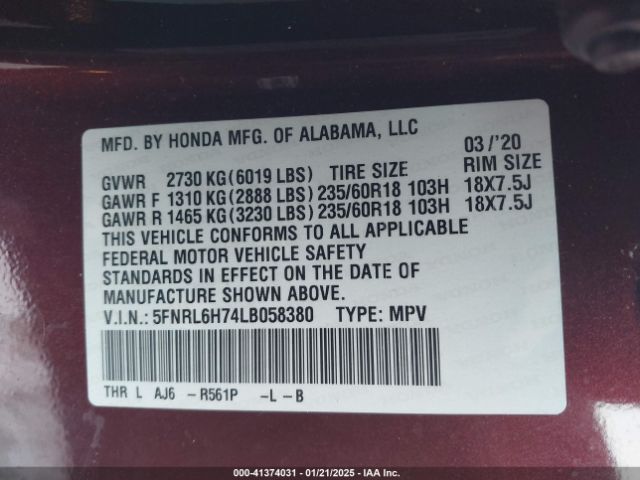 MFD. BY HONDA MFG. OF ALABAMA, LLC 03/'20
GVWR 2730 KG(6019 LBS) TIRE SIZE RIM SIZE
GAWR F 1310 KG(2888 LBS) 235/60R18 103H 18X7.5J
GAWR R 1465 KG(3230 LBS) 235/60R18 103H 18X7.5J
THIS VEHICLE CONFORMS TO ALL APPLICABLE
FEDERAL MOTOR VEHICLE SAFETY
STANDARDS IN EFFECT ON THE DATE OF
MANUFACTURE SHOWN ABOVE.
V.I.N.: 5FNRL6H74LB058380 TYPE: MPV
THR L AJ6 -R561P -L-B
000-41374031 - 01/21/2025 - IAA Inc.